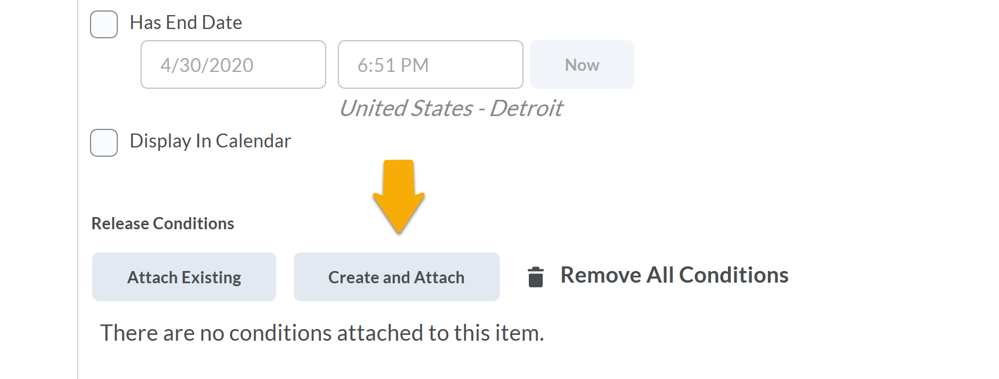 Has End Date
4/30/2020 6:51 PM Now
United States - Detroit
Display In Calendar
Release Conditions
Attach Existing Create and Attach Remove All Conditions
There are no conditions attached to this item.